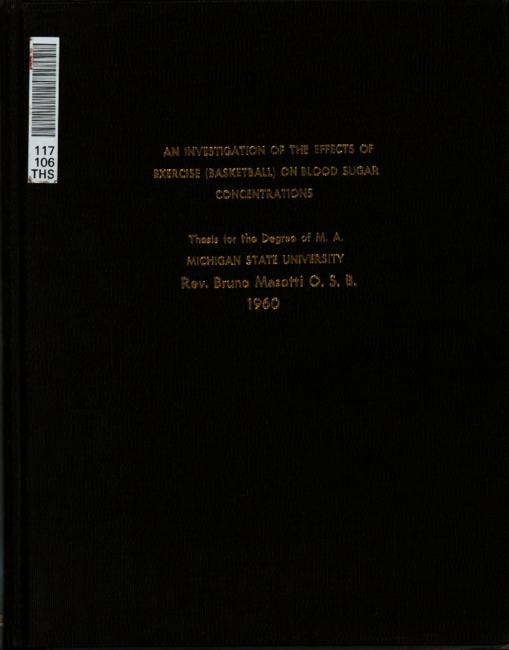 117
106
THS
AN INVESTIGATION OF THE EFFECTS OF
EXERCISE (BASKETBALL) ON BLOOD SUGAR
CONCENTRATIONS
Thesis for the Degree of M. A.
MICHIGAN STATE UNIVERSITY
Rev. Bruno Masotti O. S. B.
1960